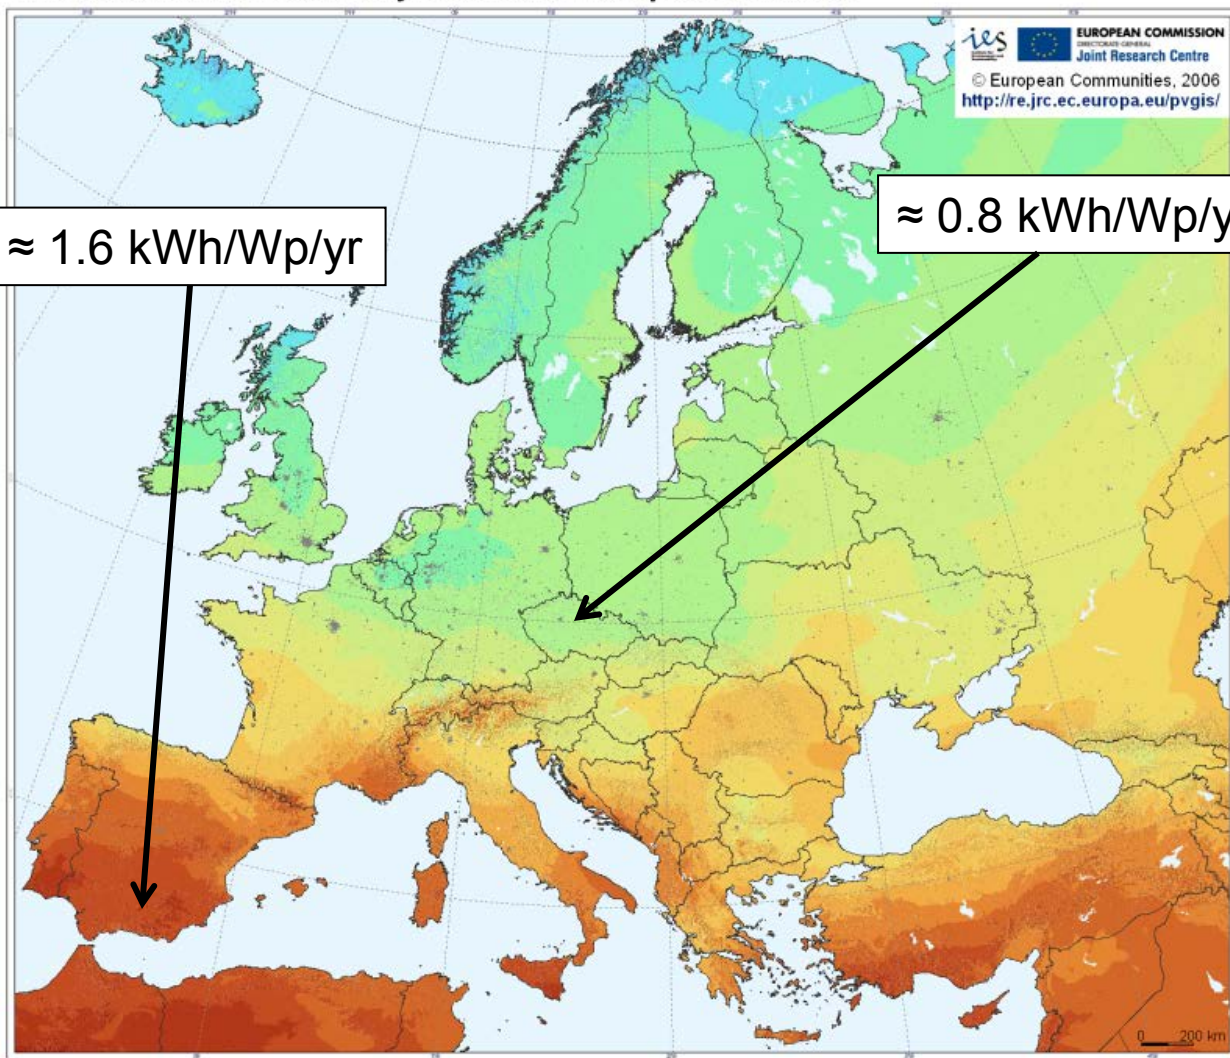 ies
EUROPEAN COMMISSION
DIRECTORATE-GENERAL
Joint Research Centre
© European Communities, 2006
http://re.jrc.ec.europa.eu/pvgis/
≈ 1.6 kWh/Wp/yr
≈ 0.8 kWh/Wp/y
0 200 km